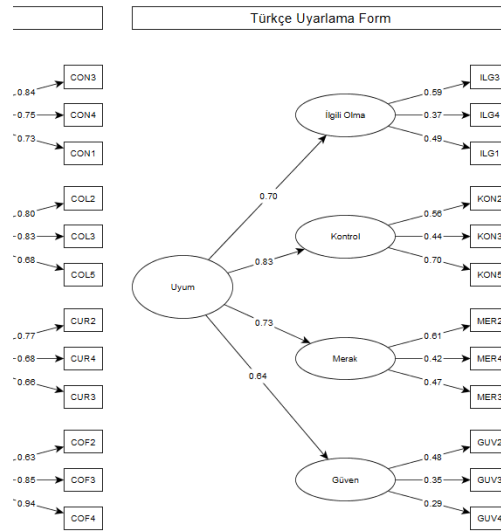 Türkçe Uyarlama Form
0.84
CON3
0.75
CON4
0.73
CON1
0.80
COL2
0.83
COL3
0.68
COL5
0.77
CUR2
0.68
CUR4
0.66
CUR3
0.63
COF2
0.85
COF3
0.94
COF4
Uyum
0.70
0.83
0.73
0.64
İlgili Olma
0.59
ILG3
0.37
ILG4
0.49
ILG1
Kontrol
0.56
KON2
0.44
KON3
0.70
KON5
Merak
0.61
MER2
0.42
MER4
0.47
MER3
Güven
0.48
GUV2
0.35
GUV3
0.29
GUV4